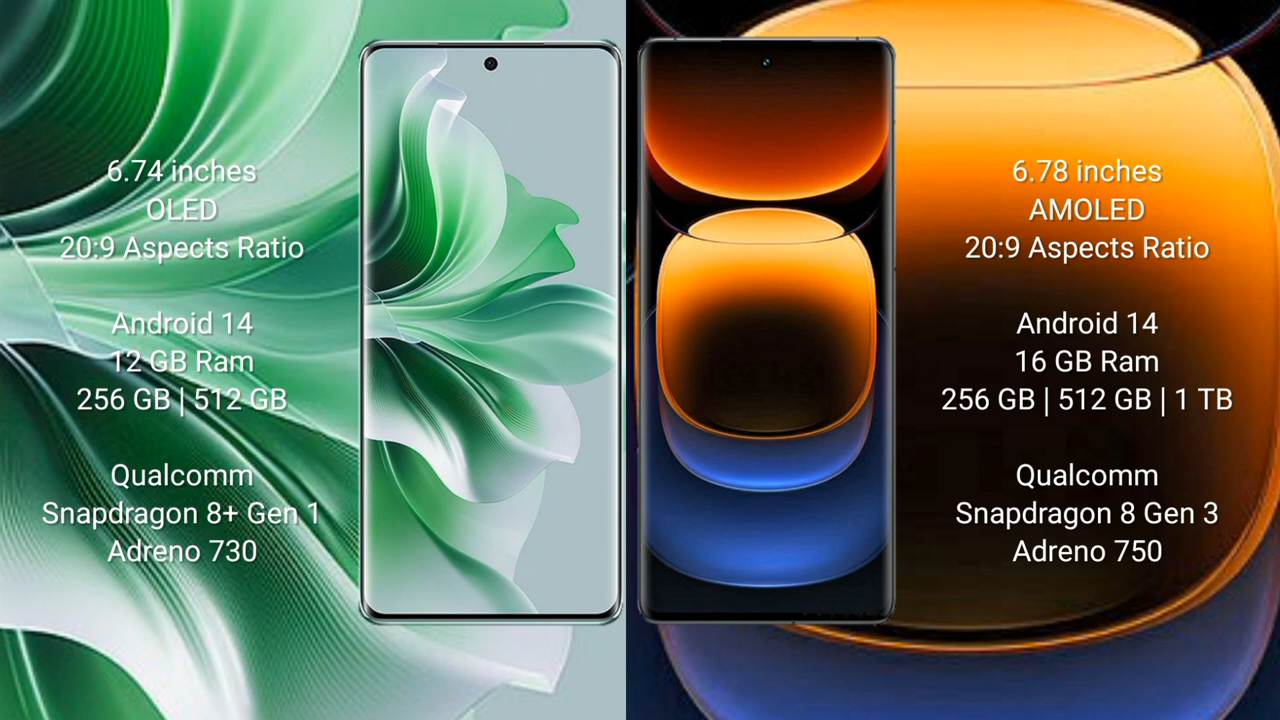 6.74 inches
OLED
20:9 Aspects Ratio
Android 14
12 GB Ram
256 GB | 512 GB
Qualcomm
Snapdragon 8+ Gen 1
Adreno 730
6.78 inches
AMOLED
20:9 Aspects Ratio
Android 14
16 GB Ram
256 GB | 512 GB | 1 TB
Qualcomm
Snapdragon 8 Gen 3
Adreno 750